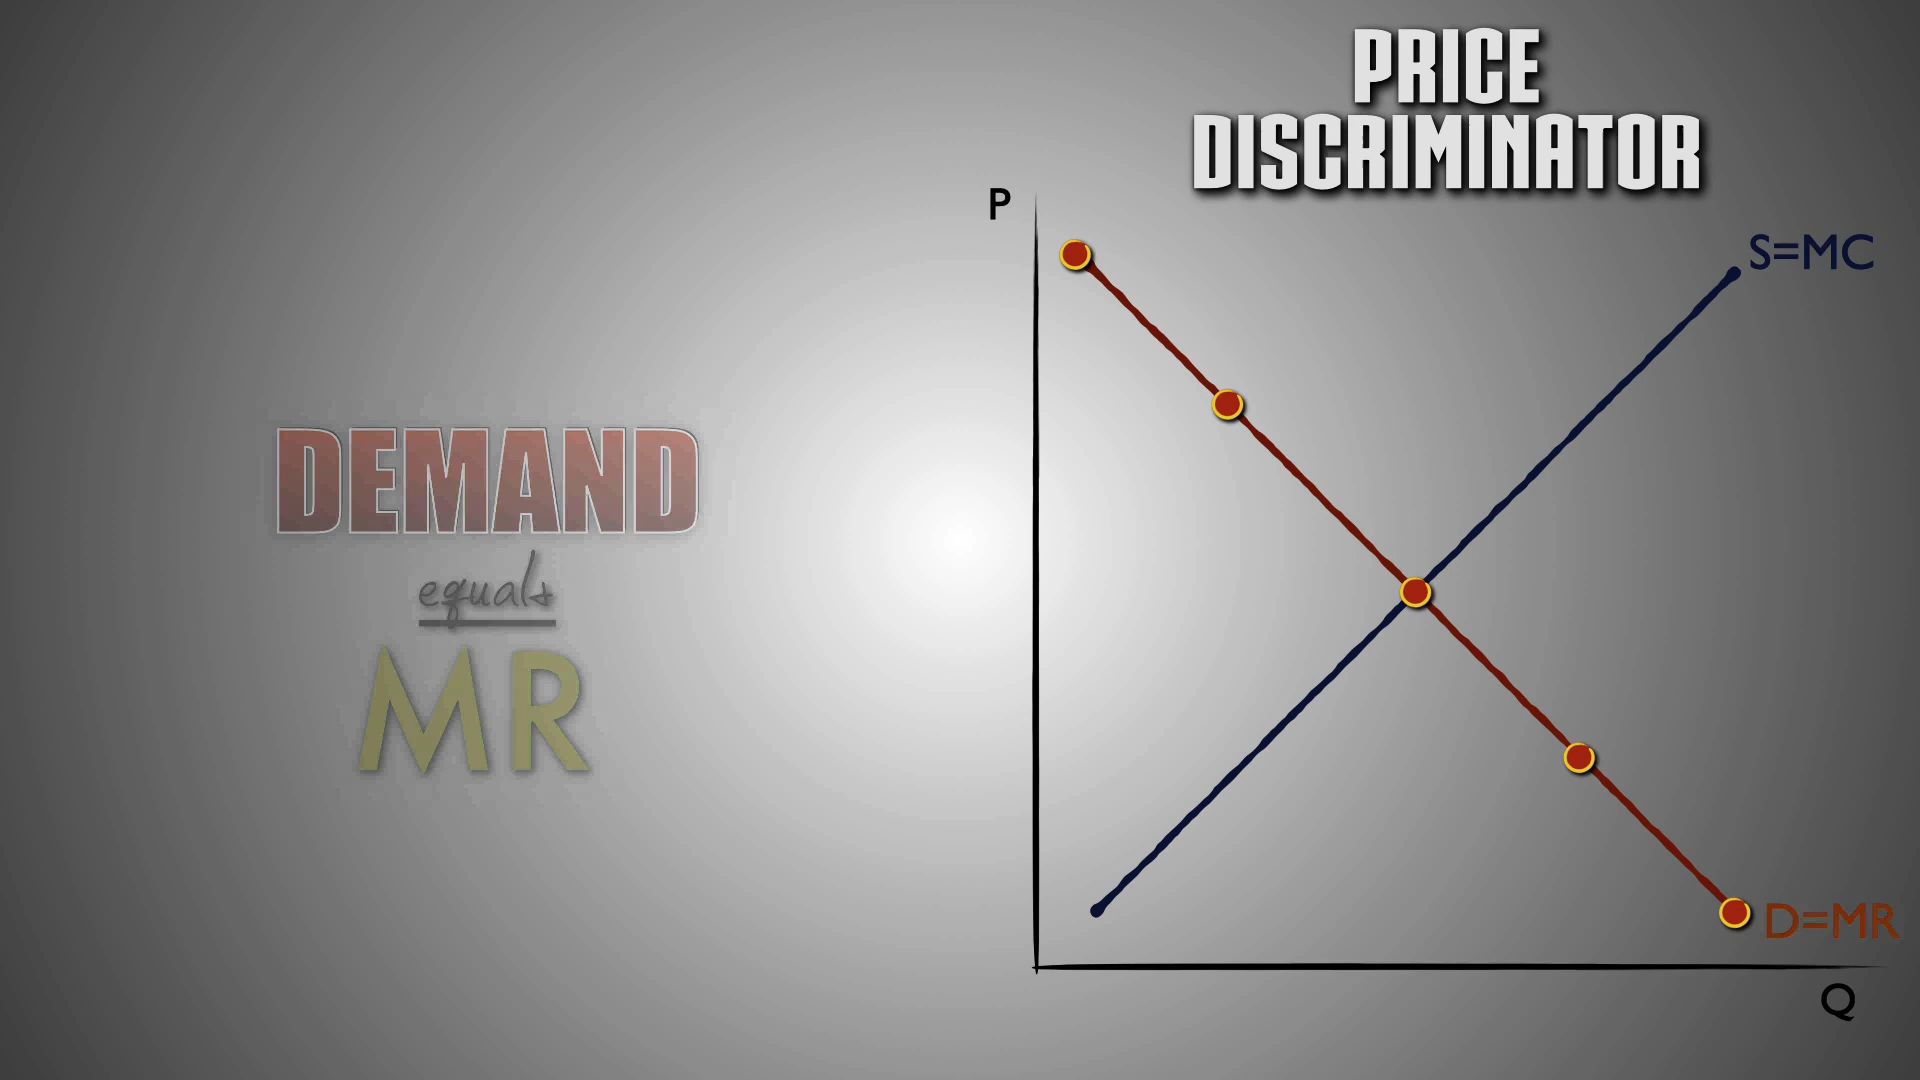 PRICE
DISCRIMINATOR
P
S=MC
DEMAND
equals
MR
D=MR
Q